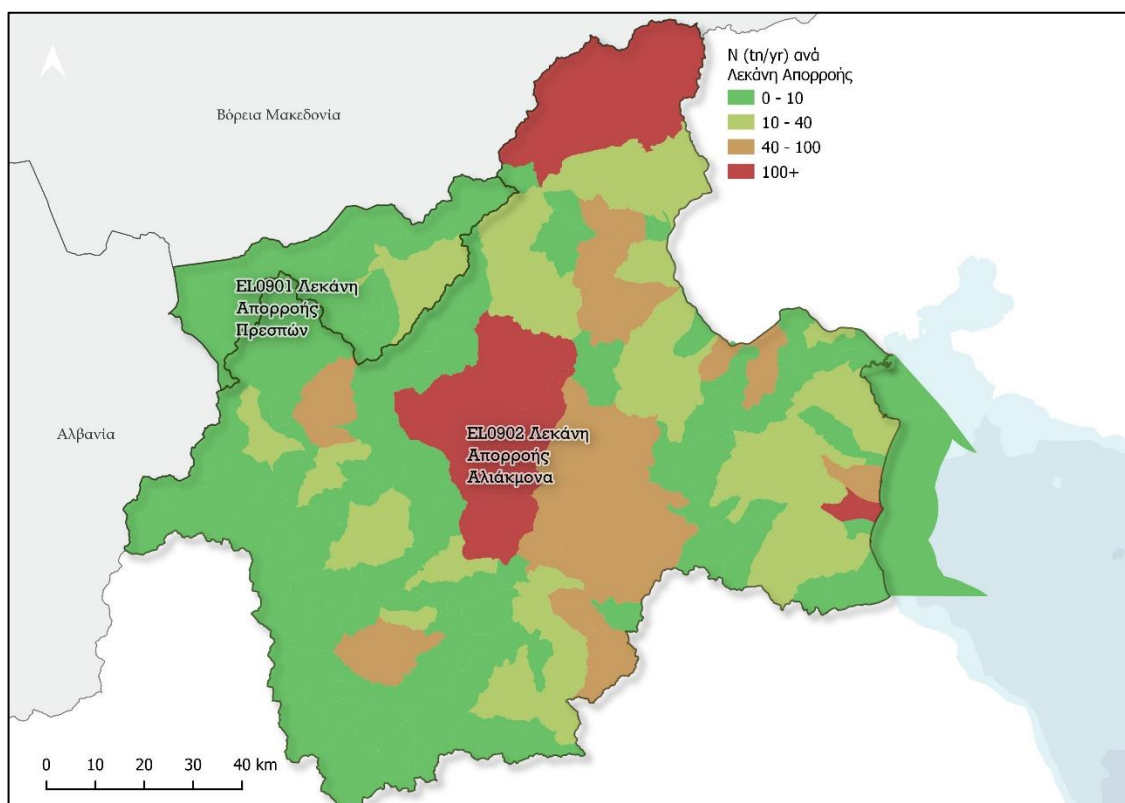 N (tn/yr) ανά
Λεκάνη Απορροής
0 - 10
10 - 40
40 - 100
100+
Βόρεια Μακεδονία
EL0901 Λεκάνη
Απορροής
Πρεσπών
Αλβανία
EL0902 Λεκάνη
Απορροής
Αλιάκμονα
0 10 20 30 40 km